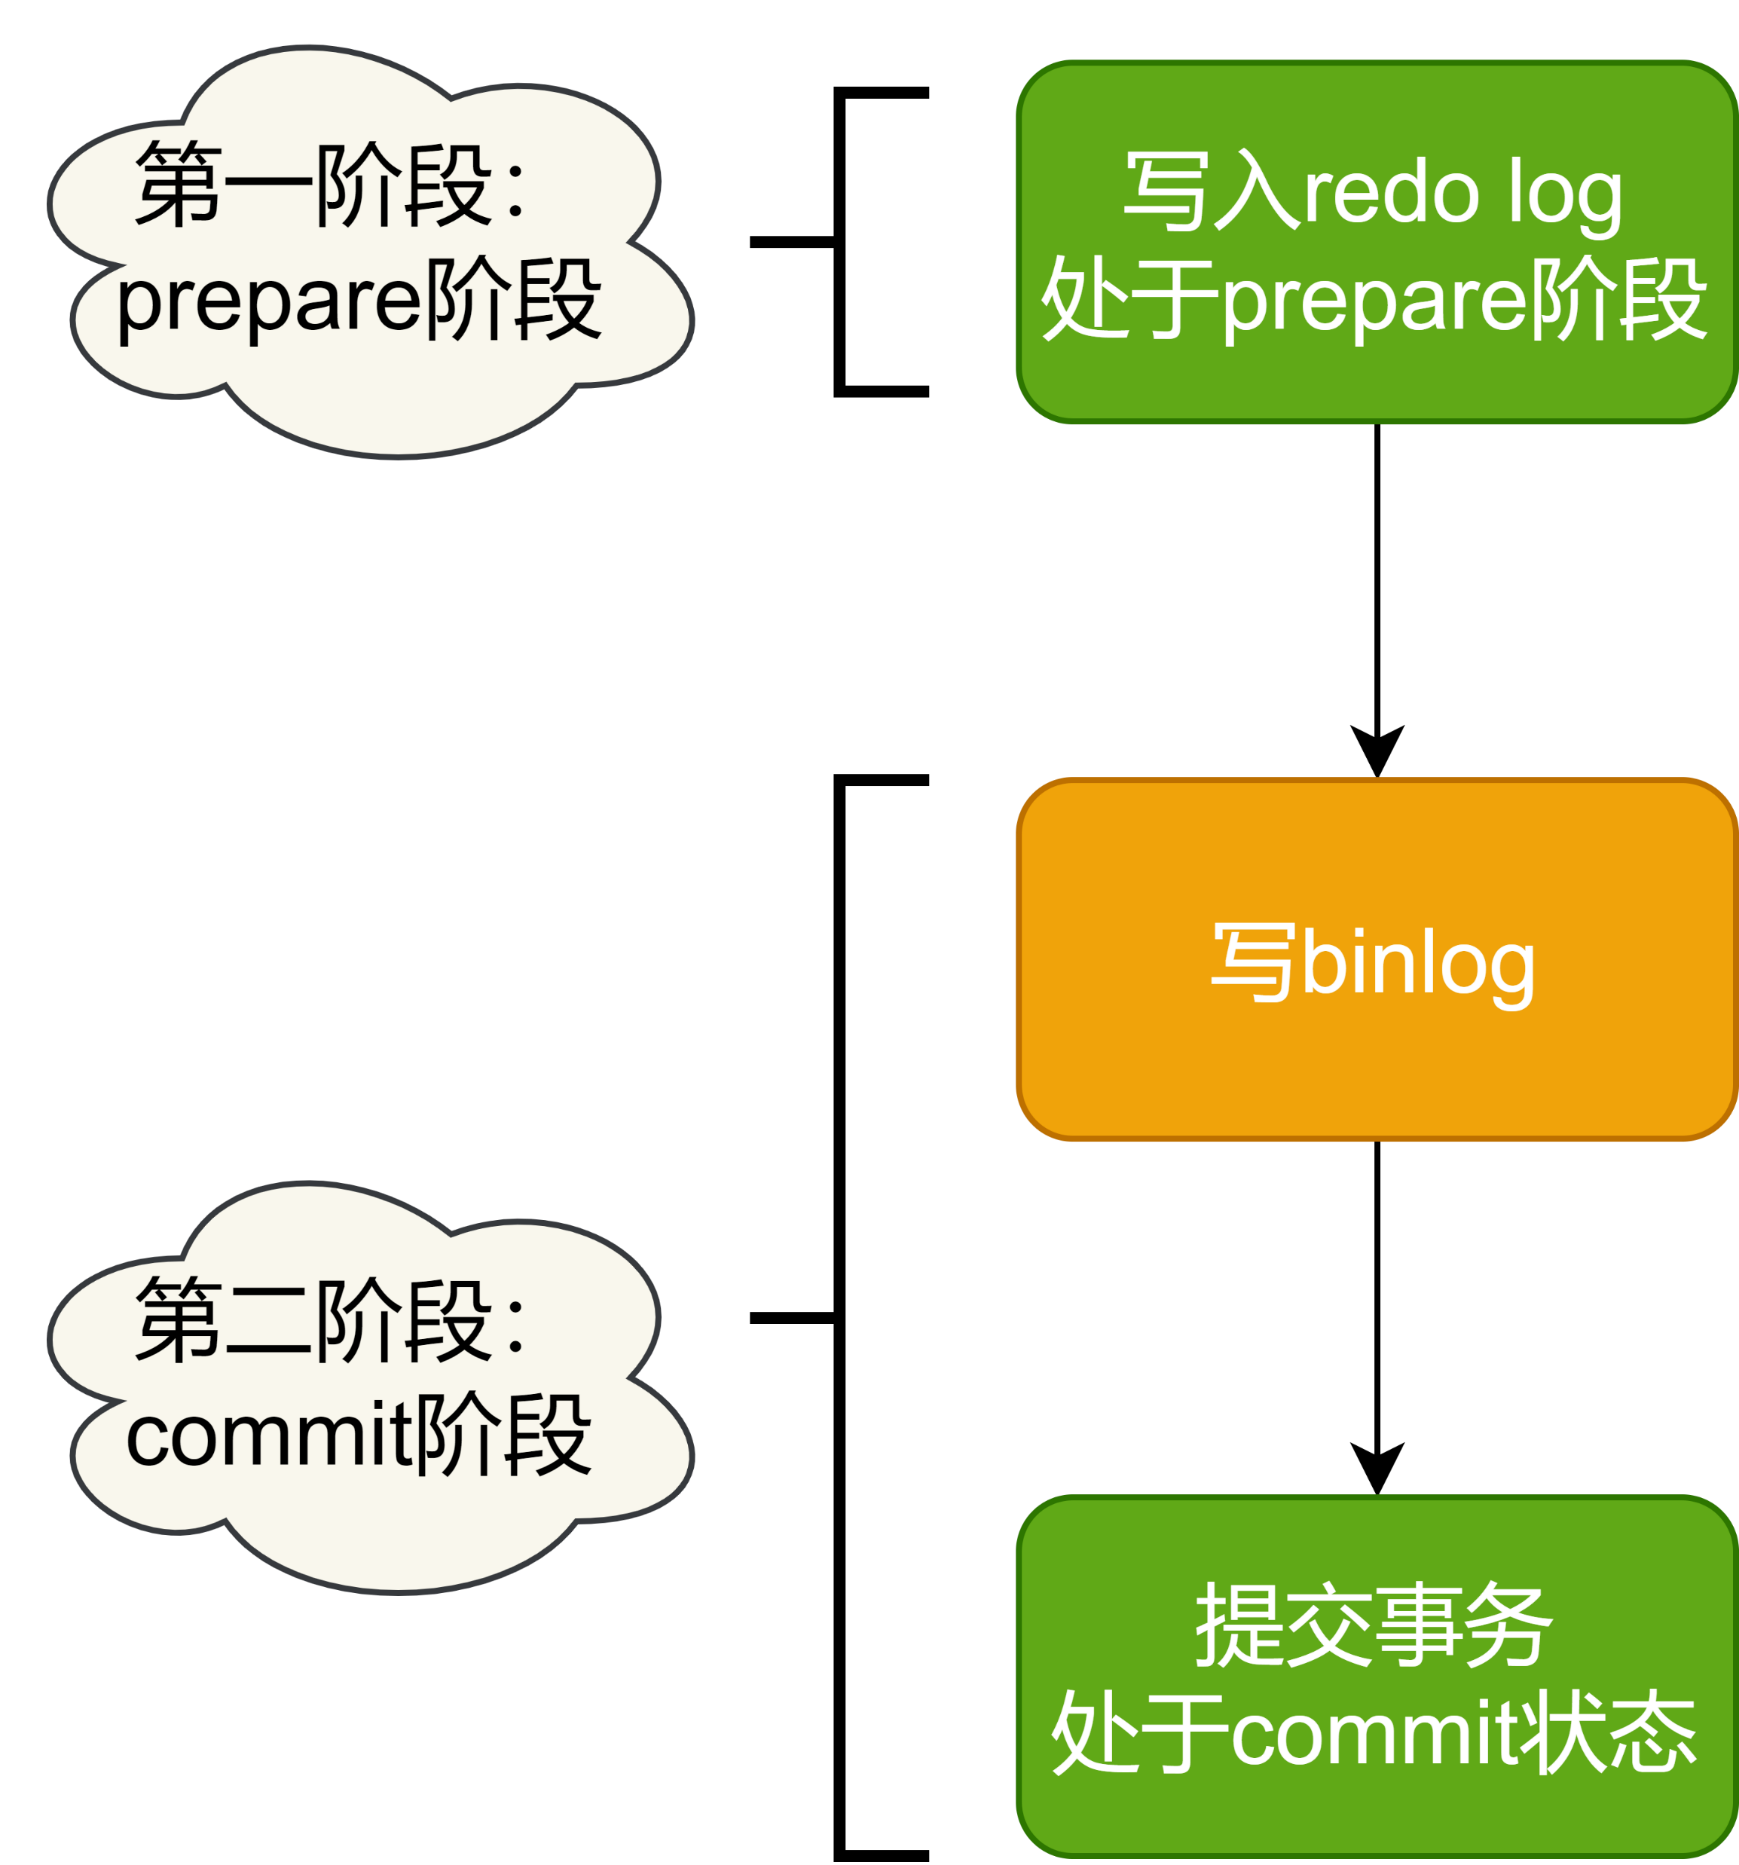 第一阶段：
prepare阶段
写入redo log
处于prepare阶段
写binlog
第二阶段：
commit阶段
提交事务
处于commit状态